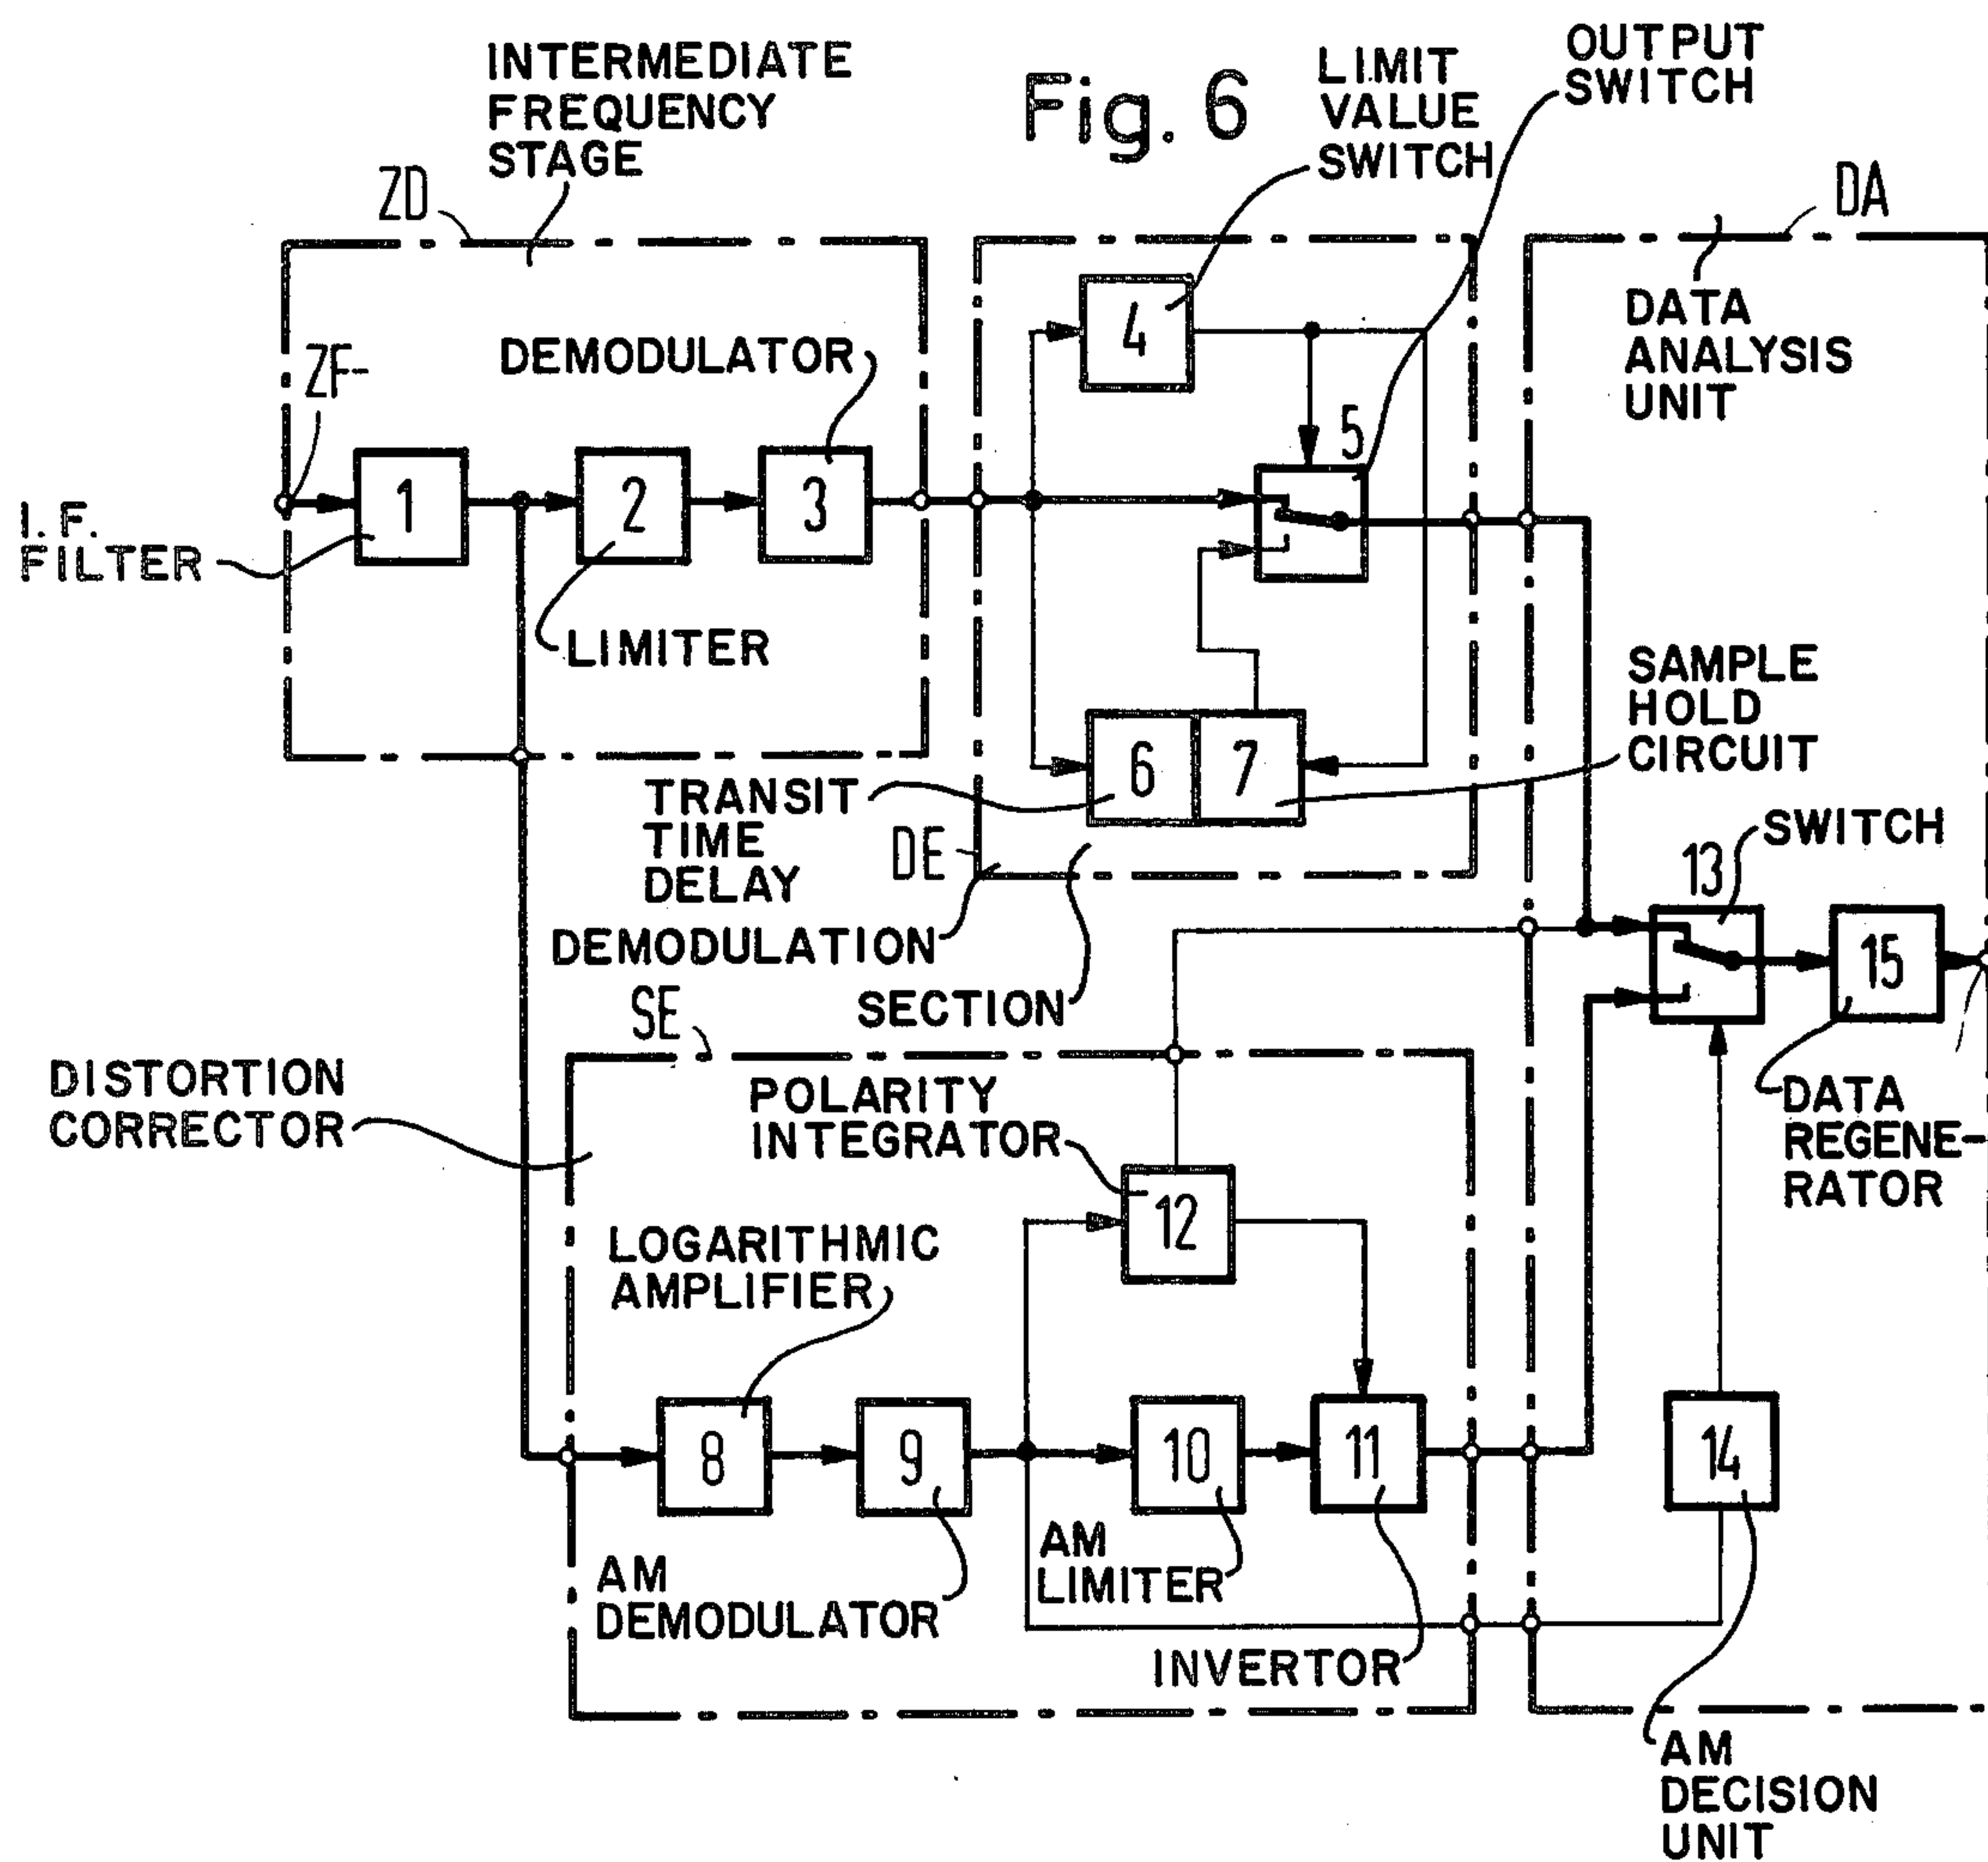 INTERMEDIATE
FREQUENCY
STAGE
Fig. 6
LIMIT
VALUE
SWITCH
OUTPUT
SWITCH
ZD
DA
DATA
ANALYSIS
UNIT
ZF-
DEMODULATOR
4
5
1
2
3
I. F.
FILTER
LIMITER
SAMPLE
HOLD
CIRCUIT
6
7
TRANSIT
TIME
DELAY
DE
DEMODULATION
SECTION
SWITCH
13
15
SE
DISTORTION
CORRECTOR
POLARITY
INTEGRATOR
12
DATA
REGENE-
RATOR
LOGARITHMIC
AMPLIFIER
8
9
10
11
14
AM
DEMODULATOR
AM
LIMITER
INVERTOR
AM
DECISION
UNIT